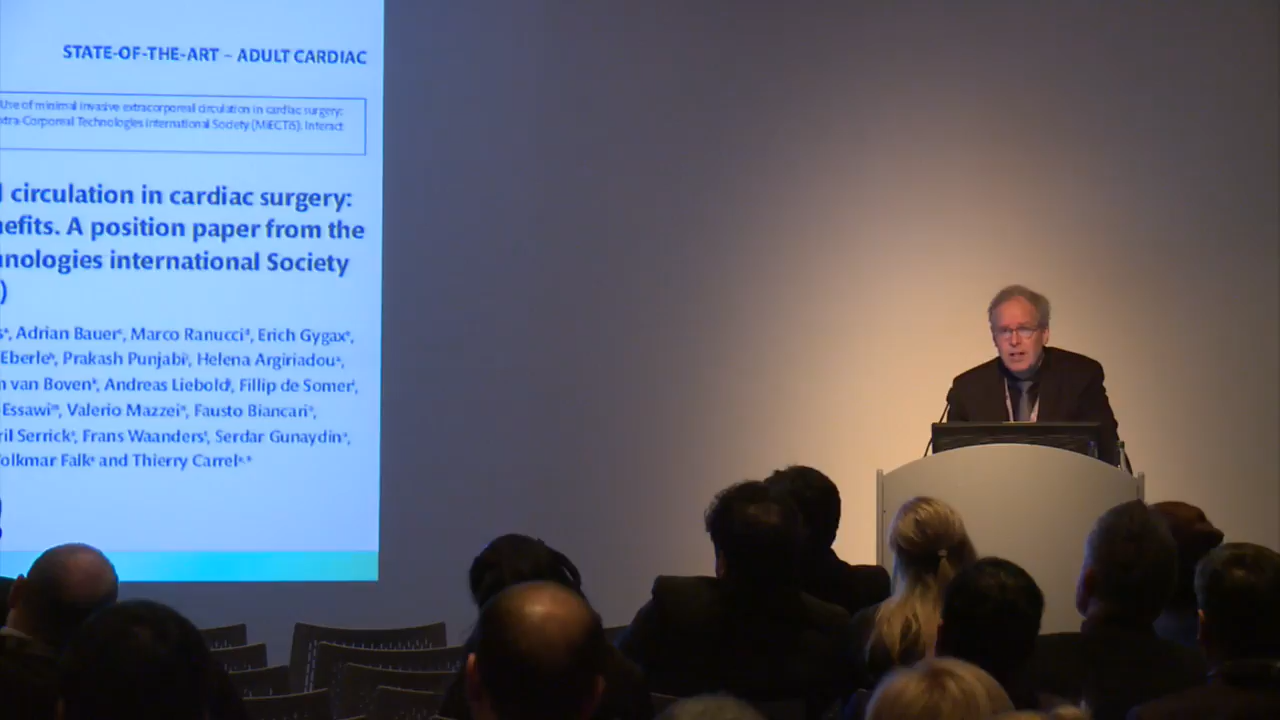 STATE-OF-THE-ART – ADULT CARDIAC
Use of minimal invasive extracorporeal circulation in cardiac surgery:
xtra-Corporeal Technologies international Society (MiECTiS). Interact
l circulation in cardiac surgery:
nefits. A position paper from the
nologies international Society
)
Adrian Bauer, Marco Ranucci, Erich Gygax,
Eberle, Prakash Punjabi, Helena Argiriadou,
n van Boven, Andreas Liebold, Fillip de Somer,
Essawi, Valerio Mazzei, Fausto Biancari,
ril Serrick, Frans Waanders, Serdar Gunaydin,
olkmar Falk and Thierry Carrel